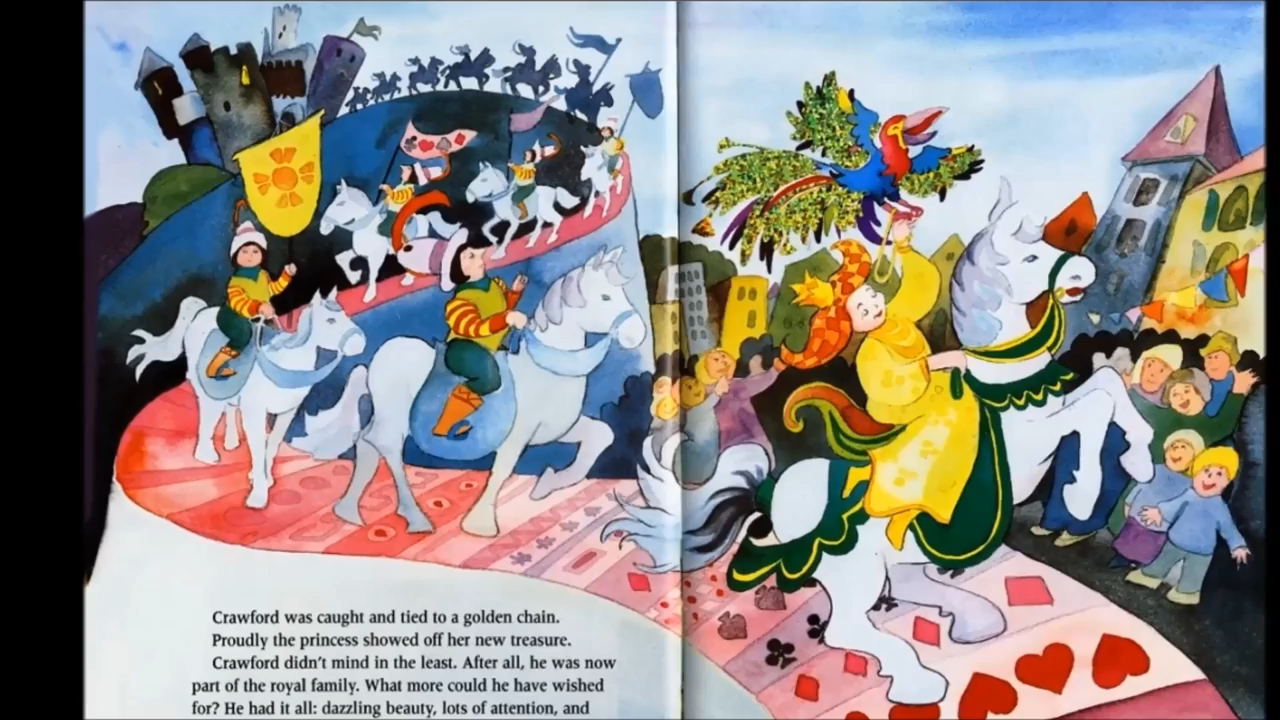 Crawford was caught and tied to a golden chain.
Proudly the princess showed off her new treasure.
Crawford didn't mind in the least. After all, he was now
part of the royal family. What more could he have wished
for? He had it all: dazzling beauty, lots of attention, and